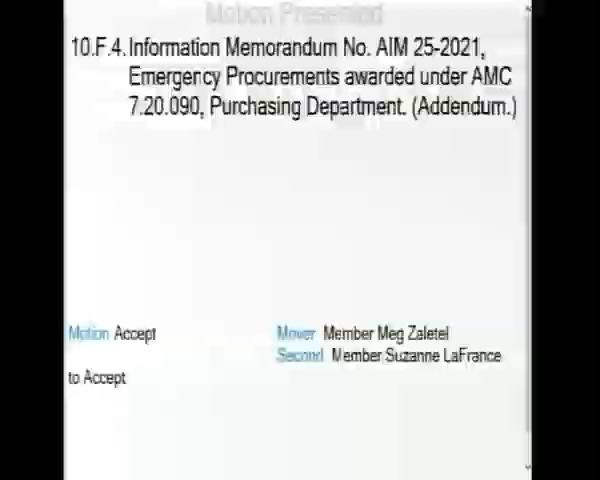 Motion Presented
10.F.4. Information Memorandum No. AIM 25-2021,
Emergency Procurements awarded under AMC
7.20.090, Purchasing Department. (Addendum.)
Motion Accept
Mover Member Meg Zaletel
Second Member Suzanne LaFrance
to Accept